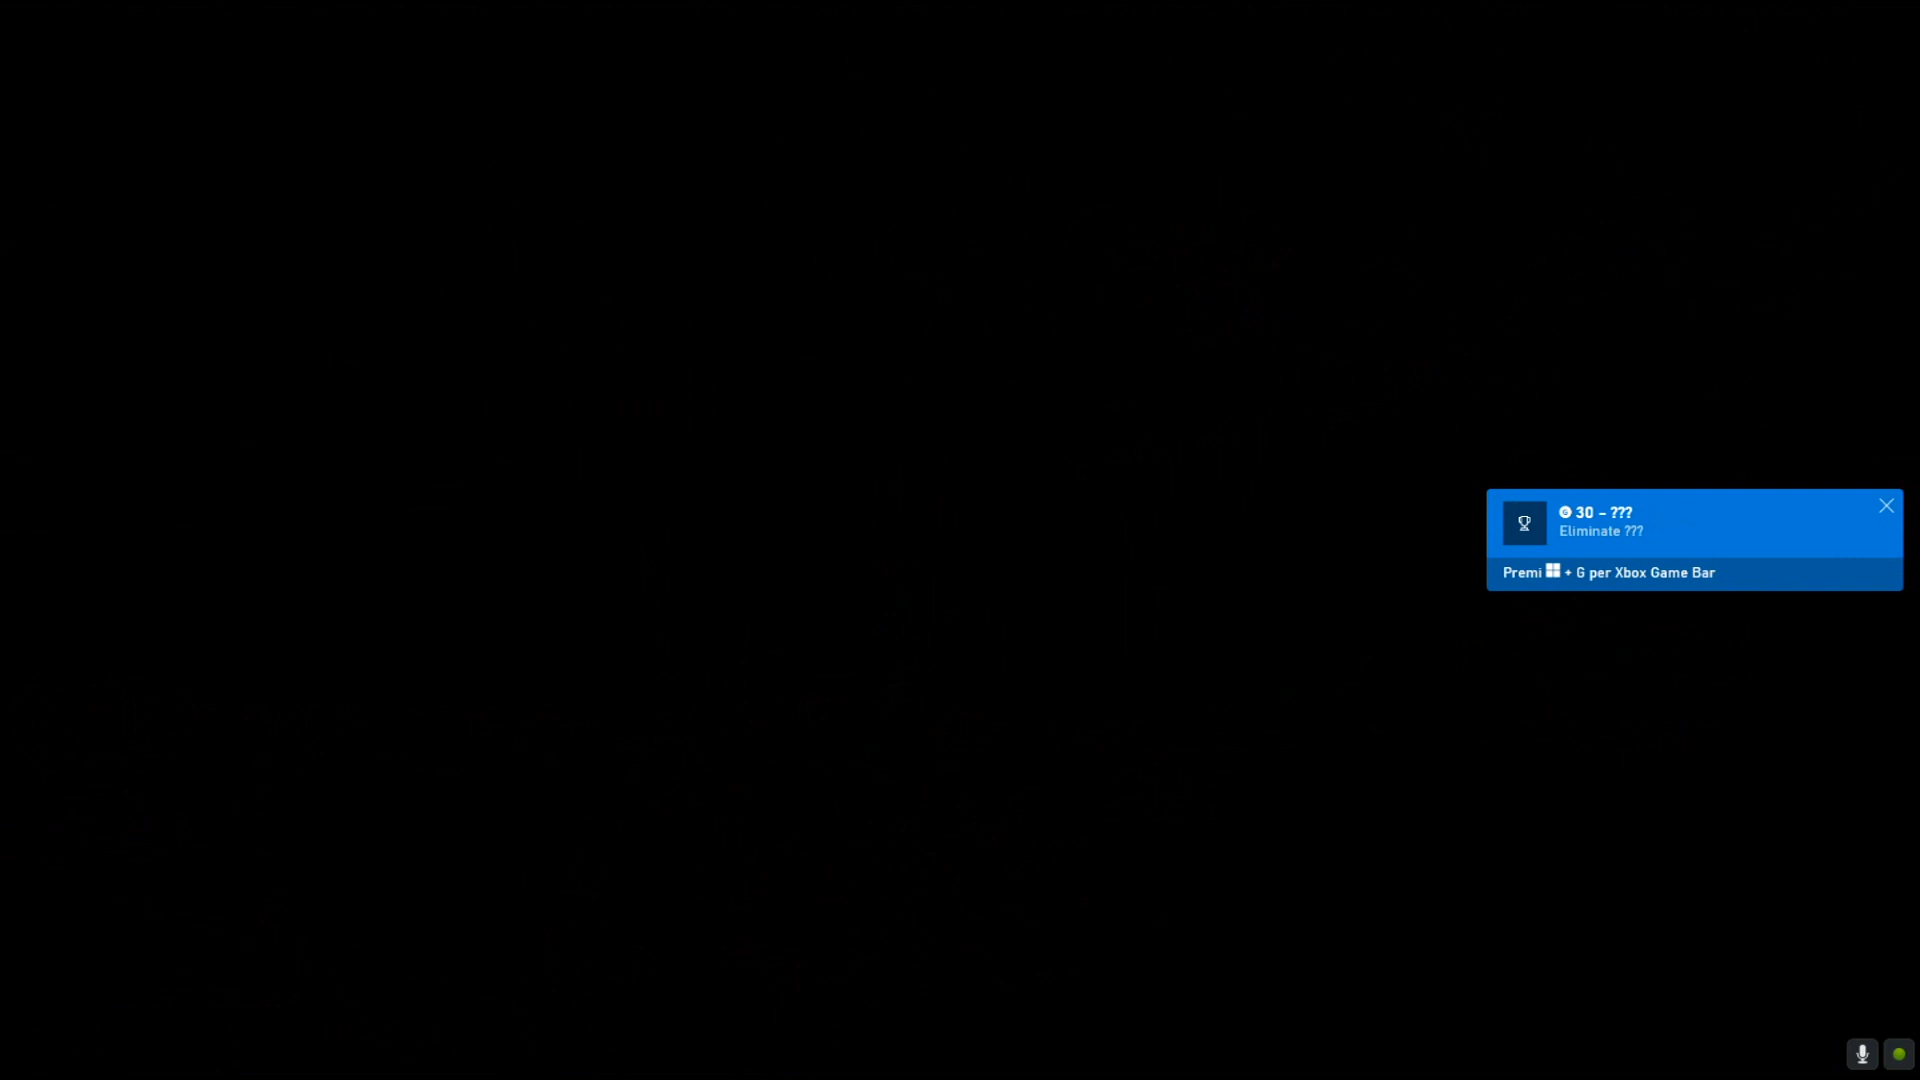 G 30 – ???
Eliminate ???
Premi + G per Xbox Game Bar